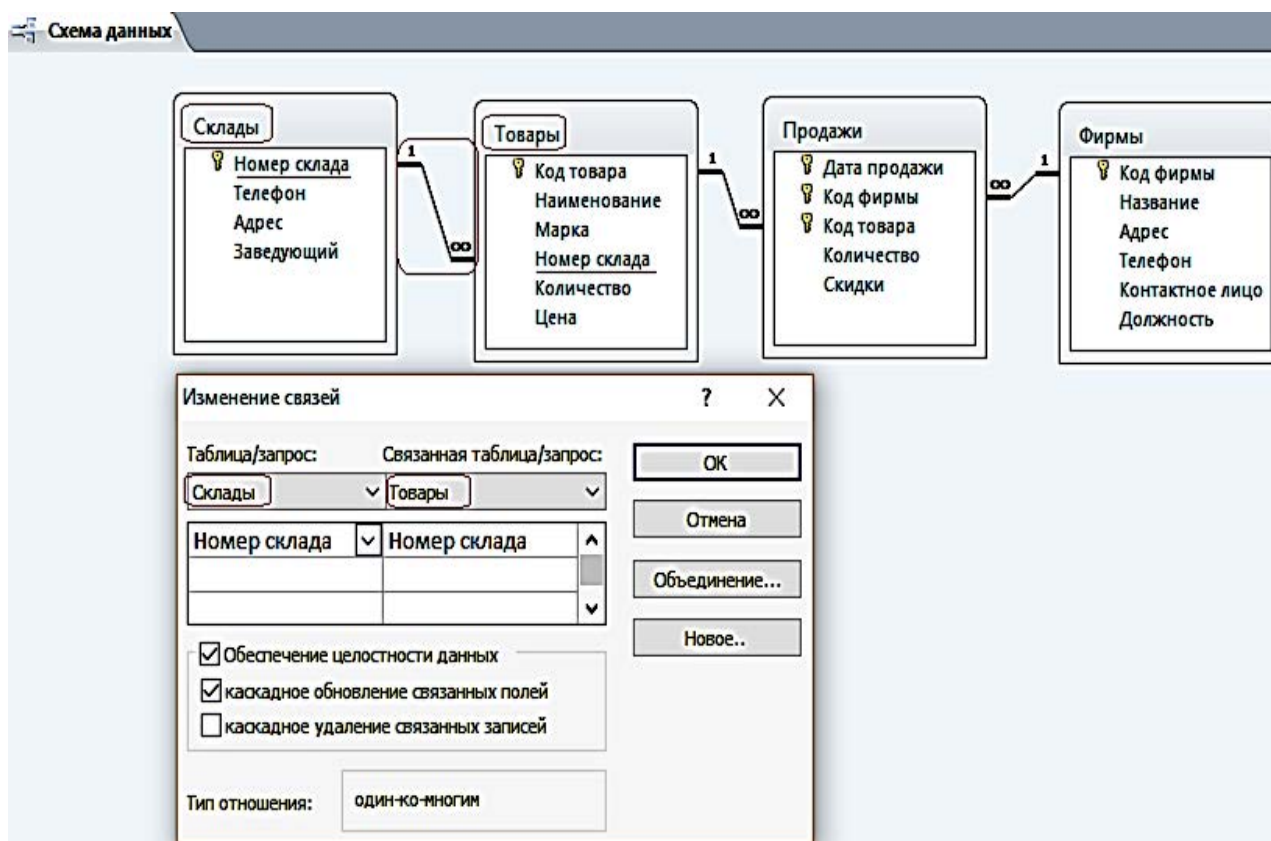 Схема данных
Склады
Номер склада
Телефон
Адрес
Заведующий
1
∞
Товары
Код товара
Наименование
Марка
Номер склада
Количество
Цена
1
∞
Продажи
Дата продажи
Код фирмы
Код товара
Количество
Скидки
∞
1
Фирмы
Код фирмы
Название
Адрес
Телефон
Контактное лицо
Должность
Изменение связей ? X
Таблица/запрос: Связанная таблица/запрос:
Склады Товары
Номер склада Номер склада
Обеспечение целостности данных
каскадное обновление связанных полей
каскадное удаление связанных записей
Тип отношения: один-ко-многим
ОК
Отмена
Объединение...
Новое..